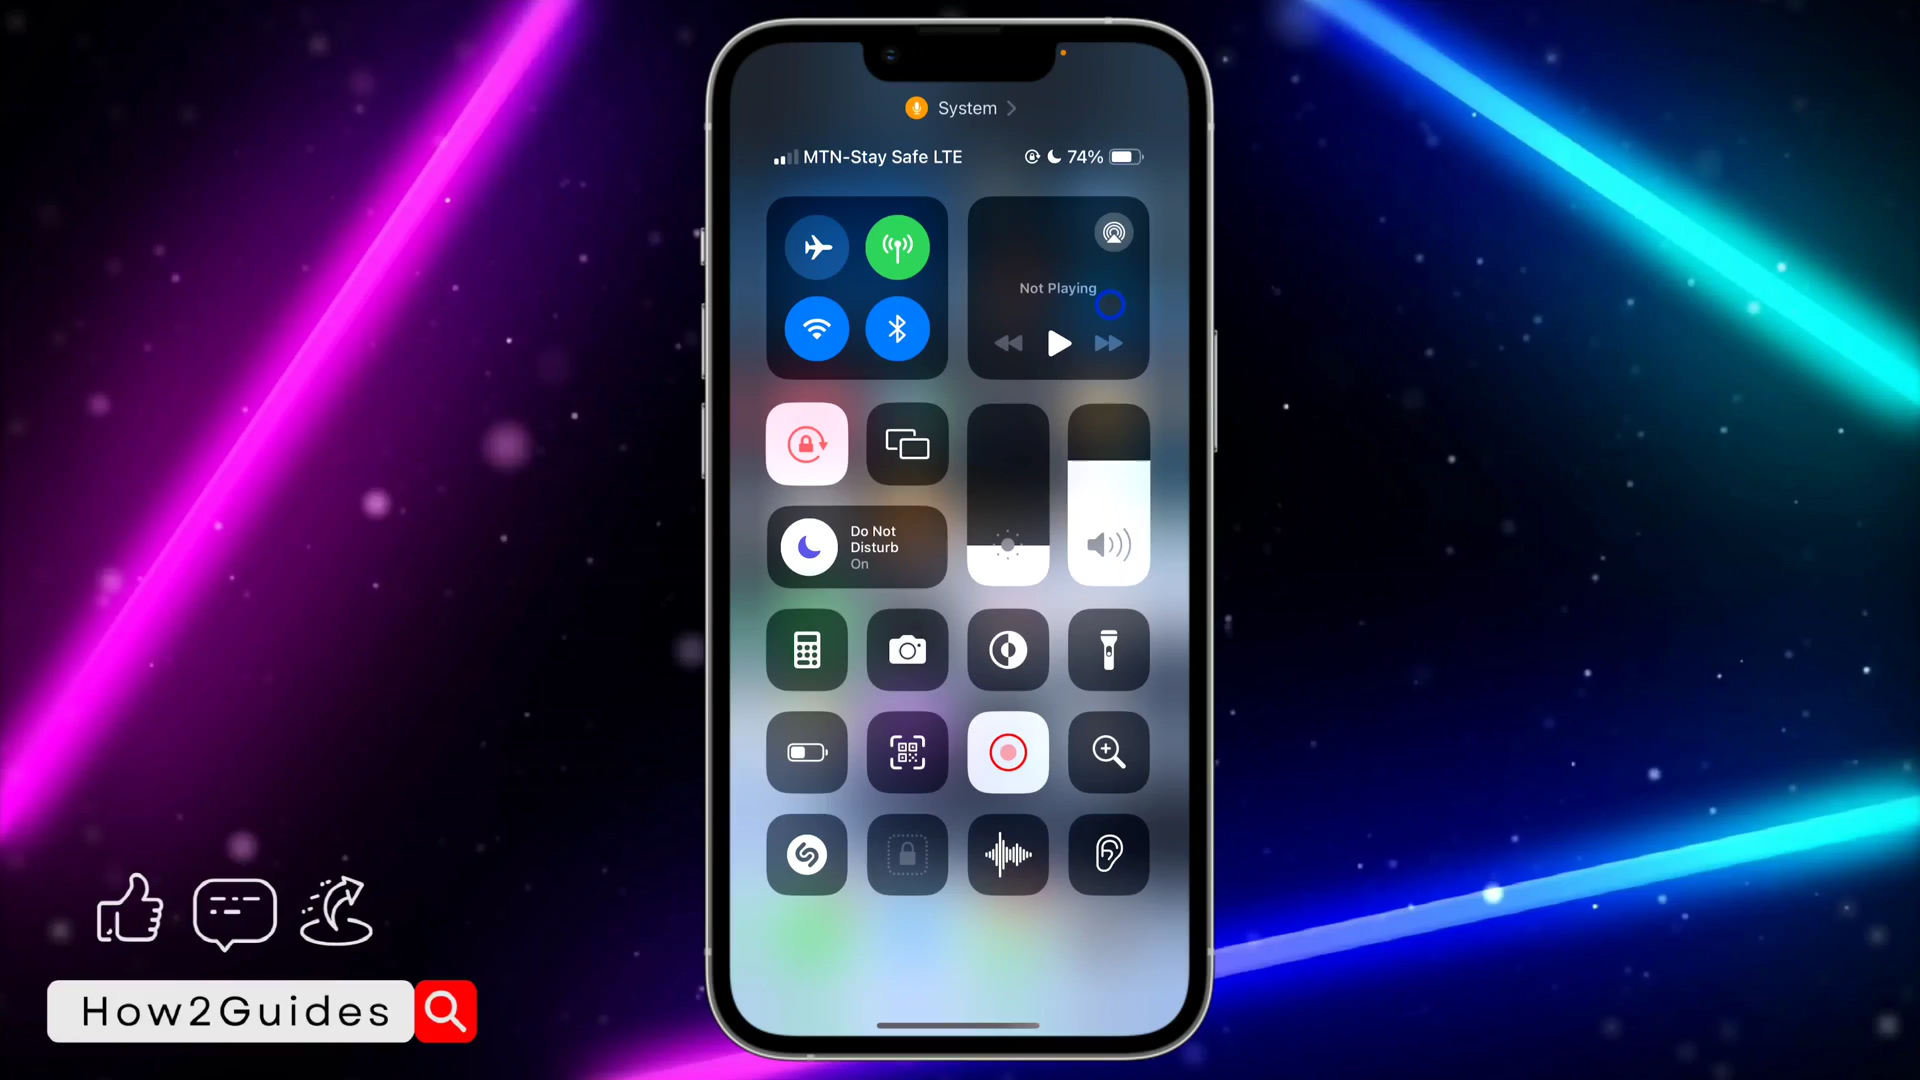 System
MTN-Stay Safe LTE 74%
Not Playing
Do Not
Disturb
On
How2Guides